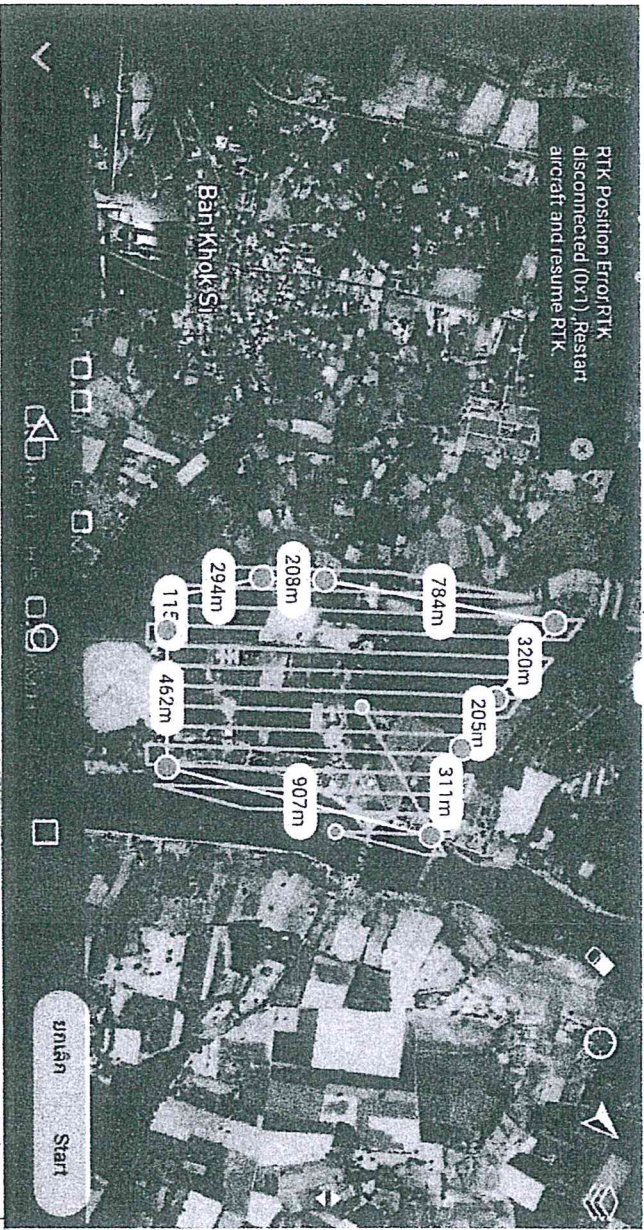 RTK Position Error,RTK
disconnected (0x1) ,Restart
aircraft and resume RTK
Ban Khok Si
784m
320m
208m
205m
294m
311m
115
462m
907m
ยกเลิก Start